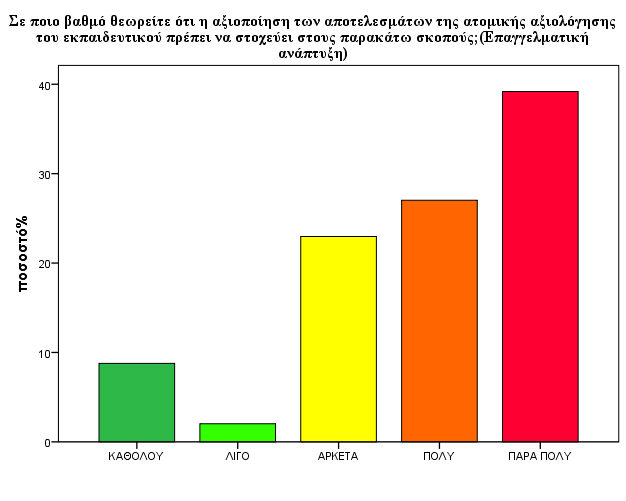 Σε ποιο βαθμό θεωρείτε ότι η αξιοποίηση των αποτελεσμάτων της ατομικής αξιολόγησης
του εκπαιδευτικού πρέπει να στοχεύει στους παρακάτω σκοπούς;(Επαγγελματική
ανάπτυξη)
40
30
20
10
0
ποσοστό%
ΚΑΘΟΛΟΥ ΛΙΓΟ ΑΡΚΕΤΑ ΠΟΛΥ ΠΑΡΑ ΠΟΛΥ